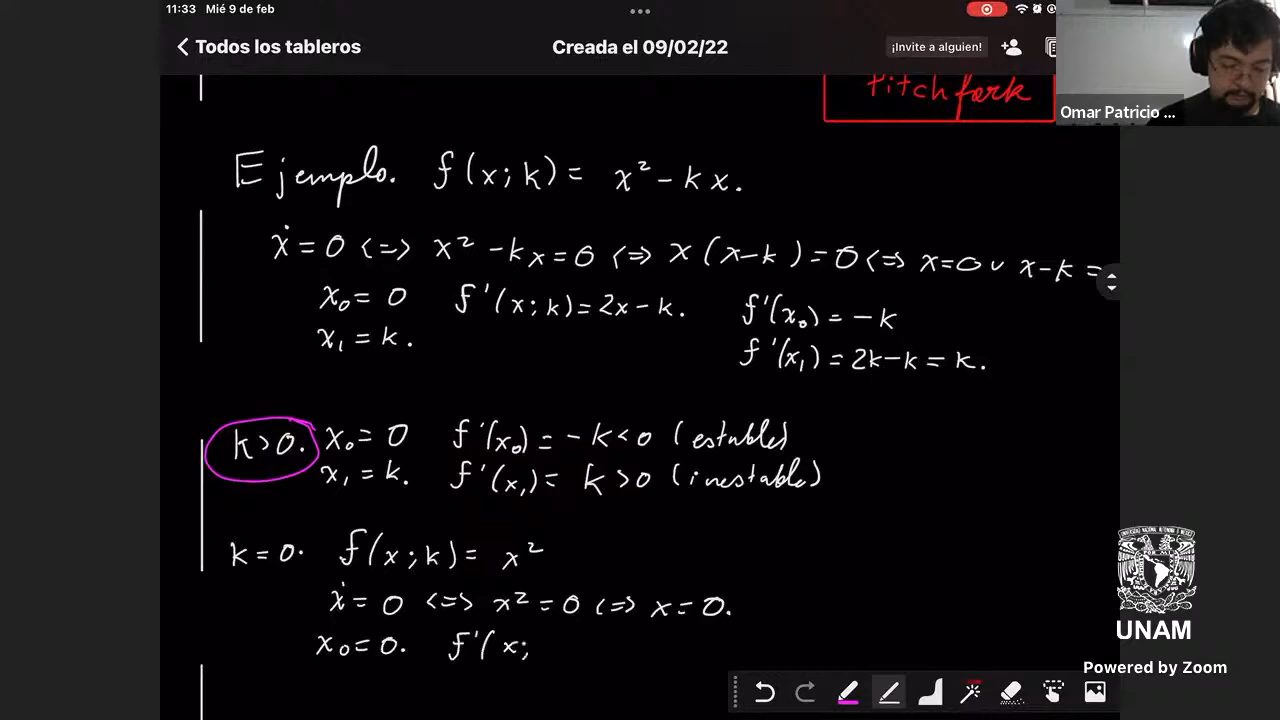 11:33 Mié 9 de feb
Todos los tableros
Creada el 09/02/22
¡Invite a alguien!
Omar Patricio ...
Pitchfork
Ejemplo. f(x; k) = x² - kx.
ẋ = 0 <=> x² - kx = 0 <=> x(x-k) = 0 <=> x=0 ∪ x-k =
x₀ = 0 f'(x; k) = 2x - k. f'(x₀) = -k
x₁ = k. f'(x₁) = 2k-k = k.
k>0. x₀ = 0 f'(x₀) = -k<0 (estable)
x₁ = k. f'(x₁) = k>0 (inestable)
k=0. f(x; k) = x²
ẋ = 0 <=> x² = 0 <=> x = 0.
x₀ = 0. f'(x;
UNAM
Powered by Zoom